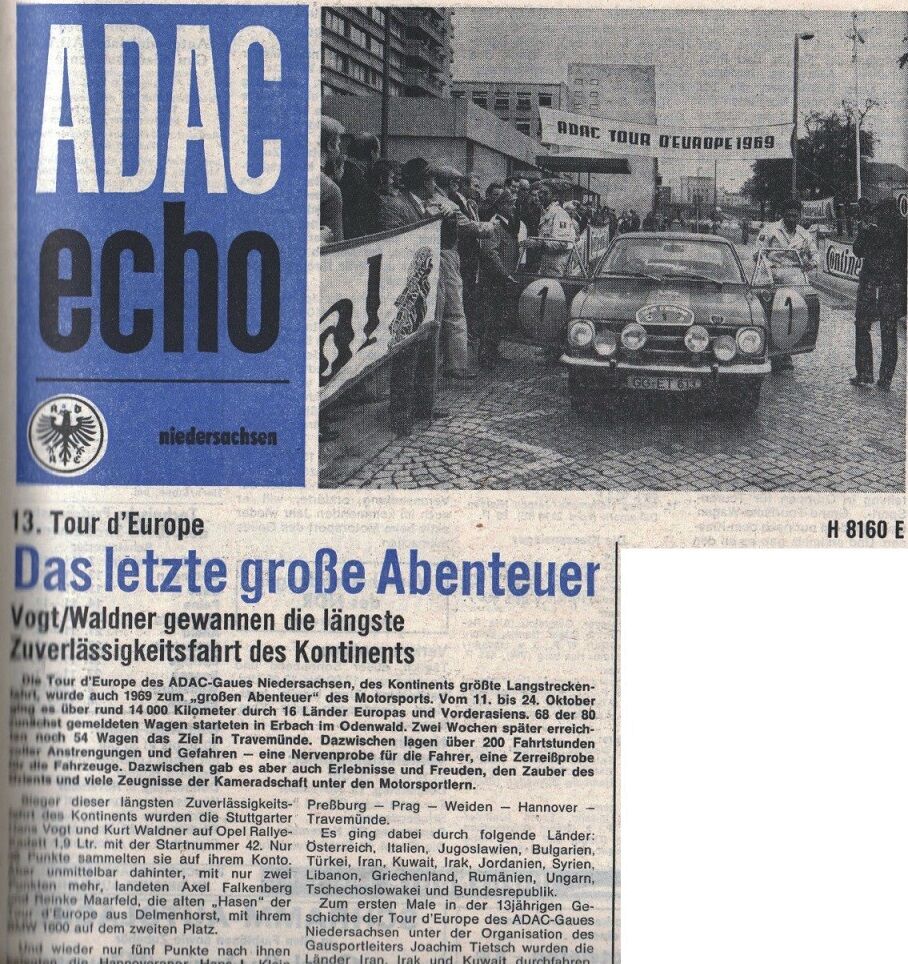 ADAC
echo
niedersachsen
ADAC TOUR D'EUROPE 1969
al
1
1
GG-ET 613
H 8160 E
13. Tour d'Europe
Das letzte große Abenteuer
Vogt/Waldner gewannen die längste
Zuverlässigkeitsfahrt des Kontinents
Die Tour d'Europe des ADAC-Gaues Niedersachsen, des Kontinents größte Langstrecken-
fahrt, wurde auch 1969 zum „großen Abenteuer" des Motorsports. Vom 11. bis 24. Oktober
ging es über rund 14 000 Kilometer durch 16 Länder Europas und Vorderasiens. 68 der 80
zunächst gemeldeten Wagen starteten in Erbach im Odenwald. Zwei Wochen später erreich-
ten noch 54 Wagen das Ziel in Travemünde. Dazwischen lagen über 200 Fahrtstunden
voller Anstrengungen und Gefahren — eine Nervenprobe für die Fahrer, eine Zerreißprobe
für die Fahrzeuge. Dazwischen gab es aber auch Erlebnisse und Freuden, den Zauber des
Orients und viele Zeugnisse der Kameradschaft unter den Motorsportlern.
Sieger dieser längsten Zuverlässigkeits-
fahrt des Kontinents wurden die Stuttgarter
Vogt und Kurt Waldner auf Opel Rallye-
Kadett 1,9 Ltr. mit der Startnummer 42. Nur
Punkte sammelten sie auf ihrem Konto.
unmittelbar dahinter, mit nur zwei
Punkten mehr, landeten Axel Falkenberg
und Heinke Maarfeld, die alten „Hasen" der
Tour d'Europe aus Delmenhorst, mit ihrem
BMW 1600 auf dem zweiten Platz.
Und wieder nur fünf Punkte nach ihnen
die Hannoveraner Hans L. Klein
Preßburg — Prag — Weiden — Hannover —
Travemünde.
Es ging dabei durch folgende Länder:
Österreich, Italien, Jugoslawien, Bulgarien,
Türkei, Iran, Kuwait, Irak, Jordanien, Syrien,
Libanon, Griechenland, Rumänien, Ungarn,
Tschechoslowakei und Bundesrepublik.
Zum ersten Male in der 13jährigen Ge-
schichte der Tour d'Europe des ADAC-Gaues
Niedersachsen unter der Organisation des
Gausportleiters Joachim Tietsch wurden die
Länder Iran, Irak und Kuwait durchfahren.